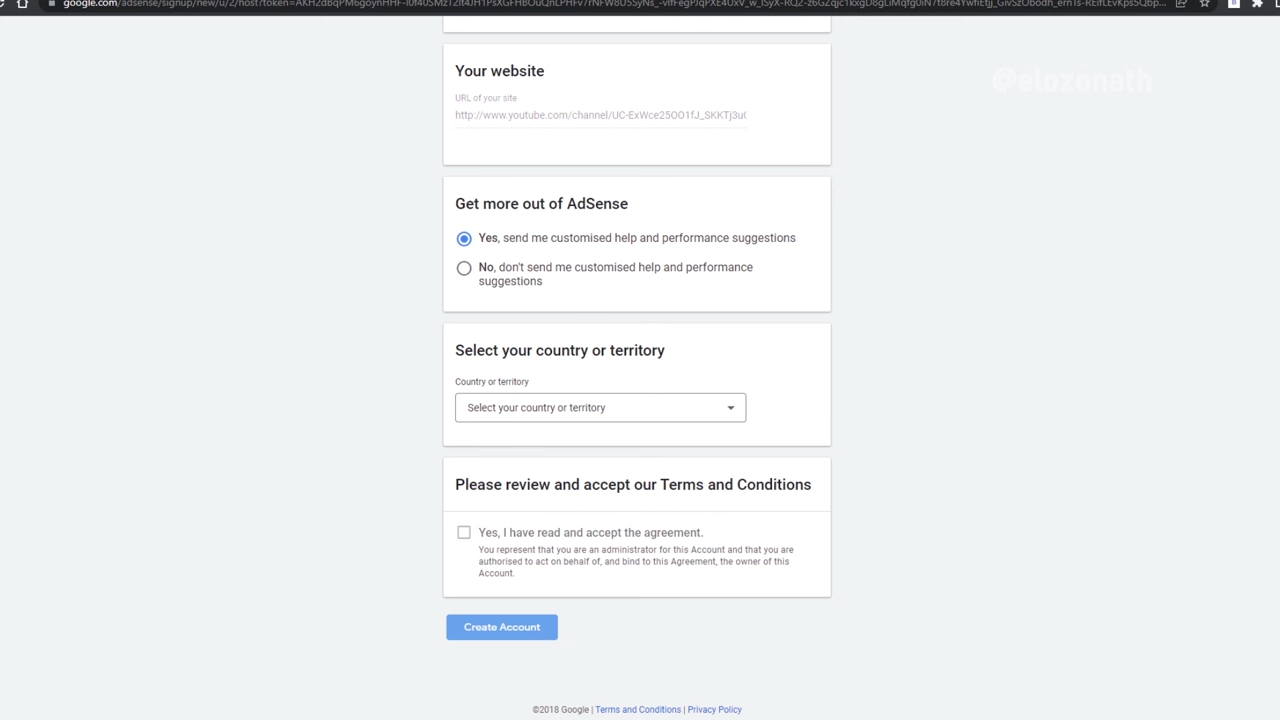 @elozonath
Your website
URL of your site
Get more out of AdSense
Yes, send me customised help and performance suggestions
No, don't send me customised help and performance
suggestions
Select your country or territory
Country or territory
Select your country or territory
Please review and accept our Terms and Conditions
Yes, I have read and accept the agreement.
You represent that you are an administrator for this Account and that you are
authorised to act on behalf of, and bind to this Agreement, the owner of this
Account.
Create Account
©2018 Google | Terms and Conditions | Privacy Policy